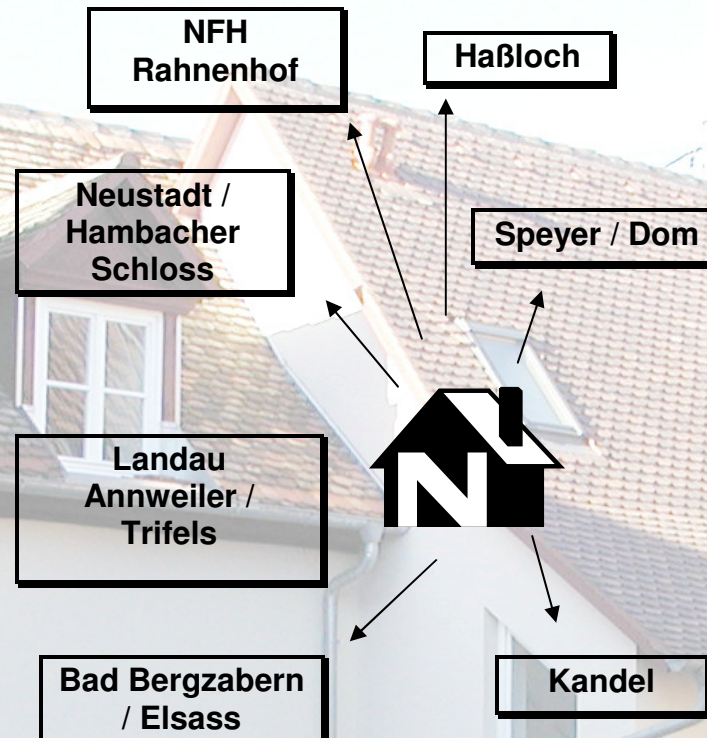 NFH
Rahnenhof
Haßloch
Neustadt /
Hambacher
Schloss
Speyer / Dom
N
Landau
Annweiler /
Trifels
Bad Bergzabern
/ Elsass
Kandel